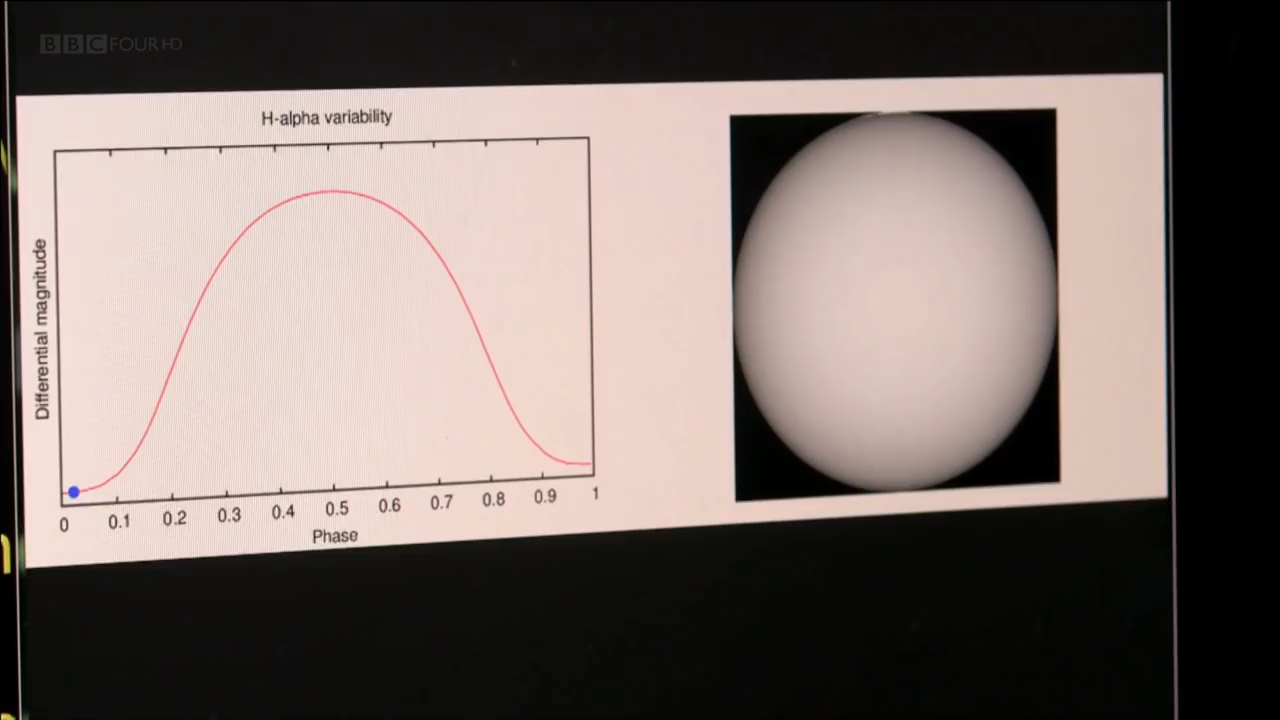 BBC FOUR HD
H-alpha variability
Differential magnitude
0 0.1 0.2 0.3 0.4 0.5 0.6 0.7 0.8 0.9 1
Phase